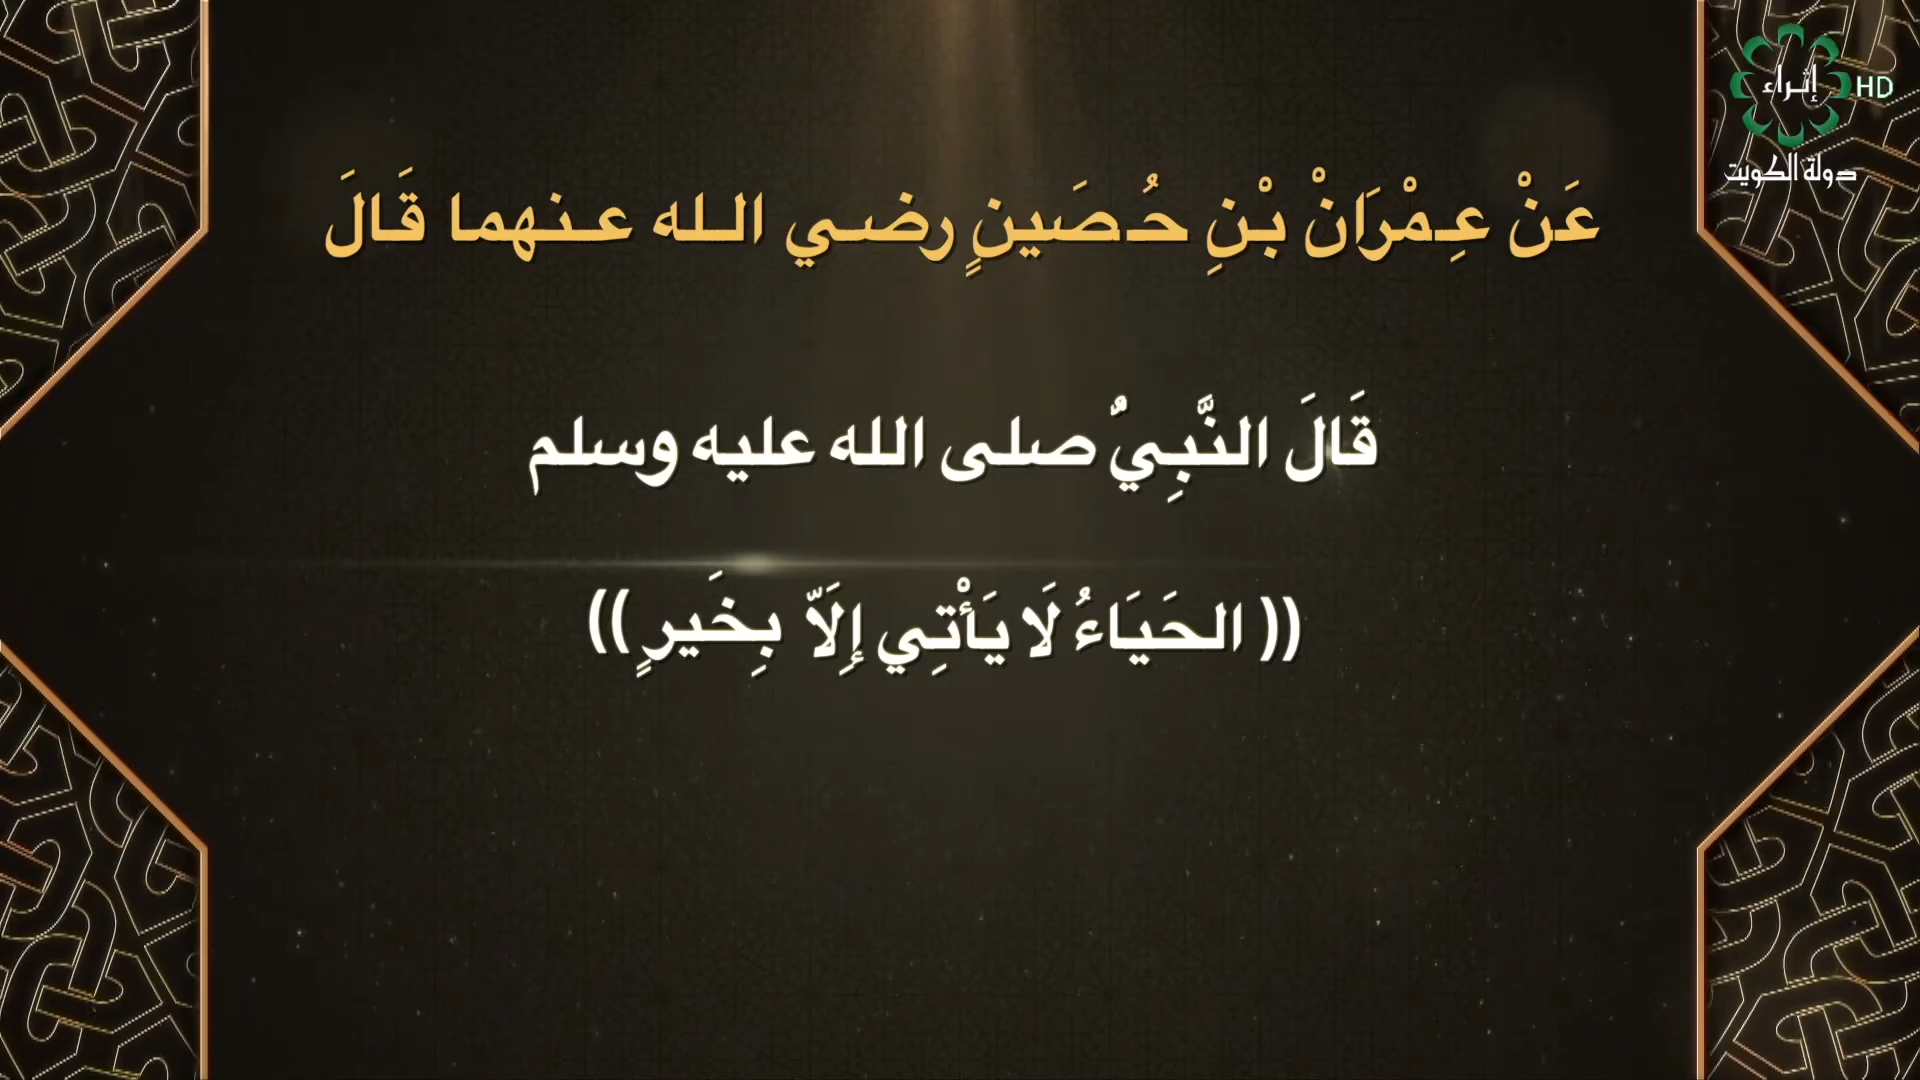 إثراء HD
دولة الكويت
عَنْ عِمْرَانْ بْنِ حُصَينٍ رضي الله عنهما قَالَ
قَالَ النَّبِيُّ صلى الله عليه وسلم
(( الحَيَاءُ لَا يَأْتِي إِلَّا بِخَيرٍ ))